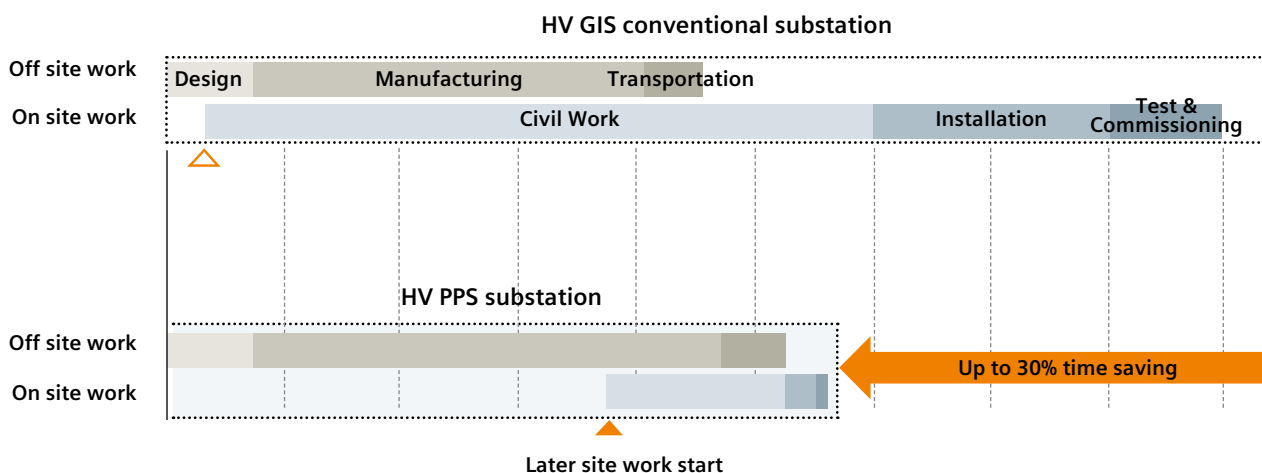 HV GIS conventional substation
Off site work
Design
Manufacturing
Transportation
On site work
Civil Work
Installation
Test &
Commissioning
HV PPS substation
Off site work
On site work
Up to 30% time saving
Later site work start